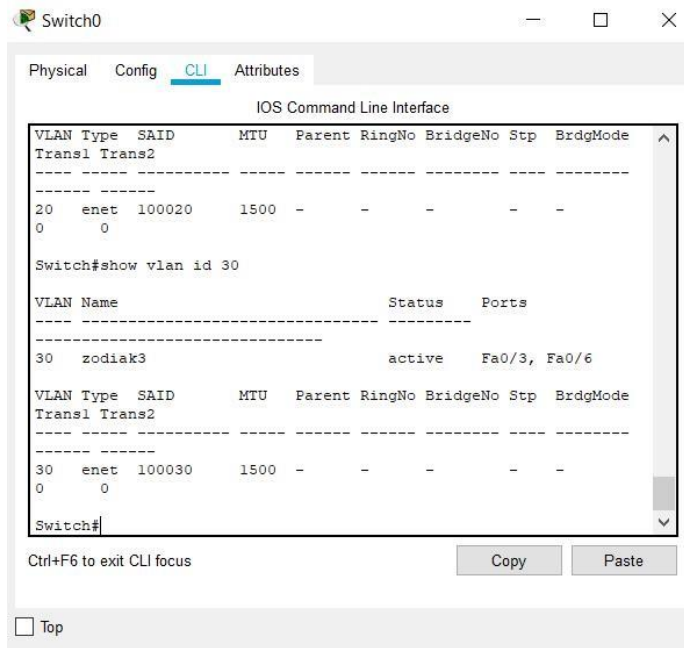 Switch0
Physical Config CLI Attributes
IOS Command Line Interface
VLAN Type SAID MTU Parent RingNo BridgeNo Stp BrdgMode
Trans1 Trans2
---- ----- ---------- ----- ------ ------ -------- ---- --------
------ ------
20 enet 100020 1500 - - - - -
0 0
Switch#show vlan id 30
VLAN Name Status Ports
---- -------------------------------- ---------
-------------------------------
30 zodiak3 active Fa0/3, Fa0/6
VLAN Type SAID MTU Parent RingNo BridgeNo Stp BrdgMode
Trans1 Trans2
---- ----- ---------- ----- ------ ------ -------- ---- --------
------ ------
30 enet 100030 1500 - - - - -
0 0
Switch#
Ctrl+F6 to exit CLI focus
Copy Paste
Top